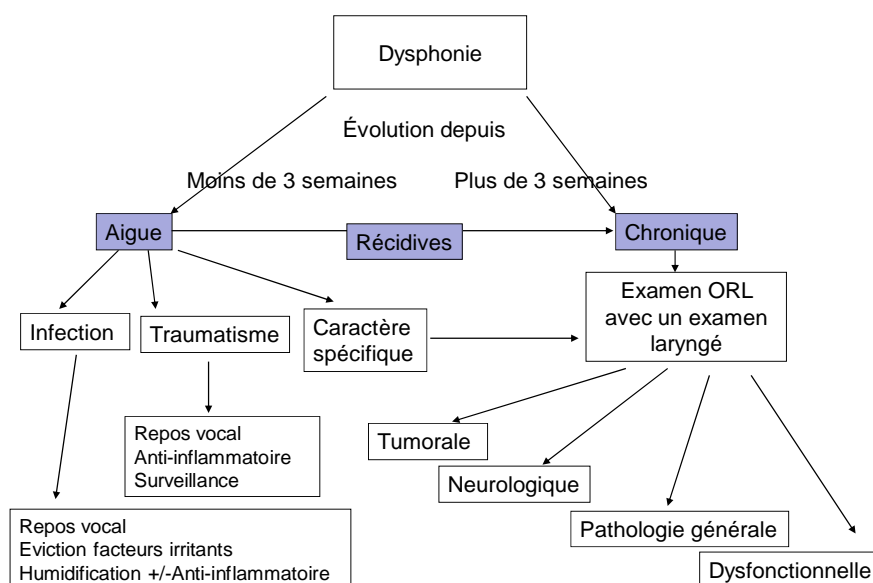 Dysphonie
Évolution depuis
Moins de 3 semaines
Plus de 3 semaines
Aigue
Récidives
Chronique
Infection
Traumatisme
Caractère
spécifique
Examen ORL
avec un examen
laryngé
Repos vocal
Anti-inflammatoire
Surveillance
Tumorale
Neurologique
Repos vocal
Eviction facteurs irritants
Humidification +/-Anti-inflammatoire
Pathologie générale
Dysfonctionnelle